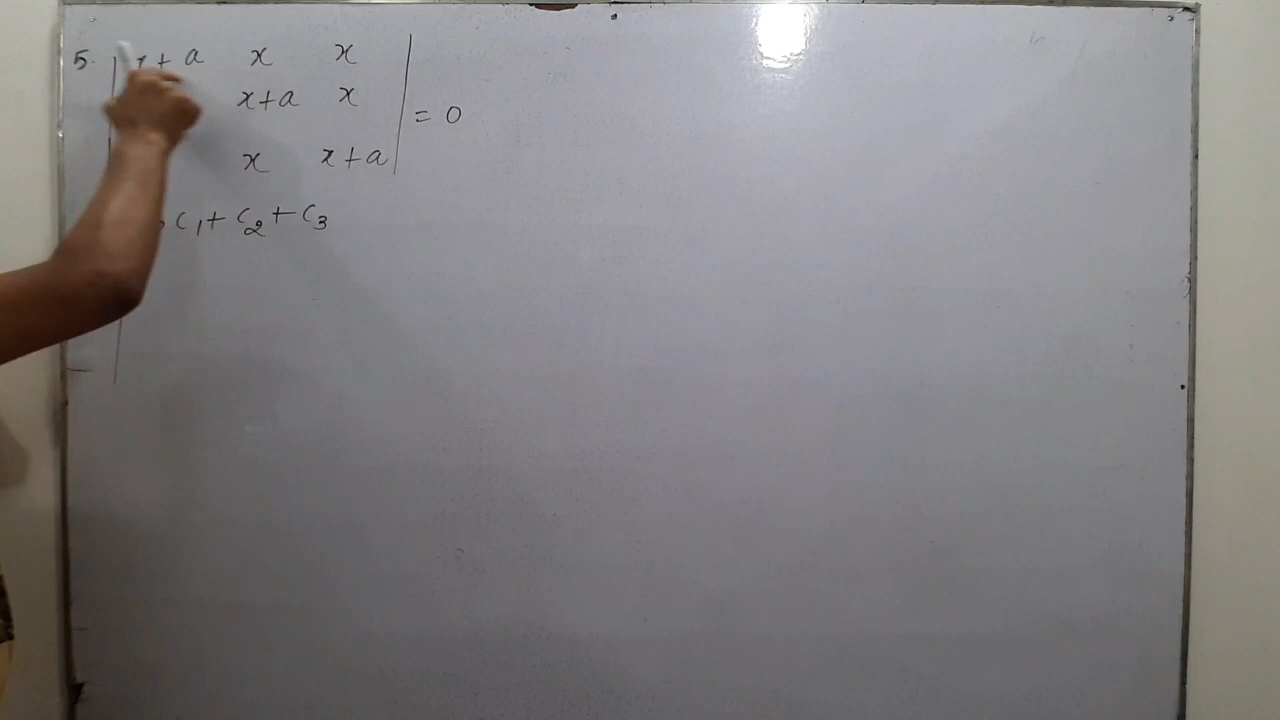 5. x + a x x
x+a x
= 0
x x + a
C₁ + C₂ + C₃